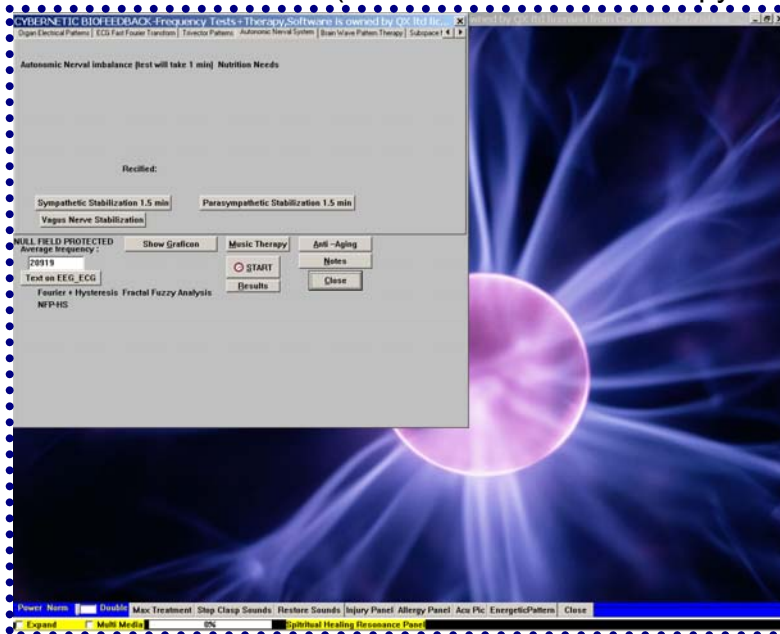 CYBERNETIC BIOFEEDBACK-Frequency Tests+Therapy,Software is owned by QX ltd lic...
Organ Electrical Patterns | ECG Fast Fourier Transform | Trivector Patterns | Autonomic Nerval System | Brain Wave Pattern Therapy | Subspace
Autonomic Nerval imbalance (test will take 1 min) Nutrition Needs
Recified:
Sympathetic Stabilization 1.5 min Parasympathetic Stabilization 1.5 min
Vagus Nerve Stabilization
NULL FIELD PROTECTED Show Graficon Music Therapy Anti -Aging
Average frequency :
20919 START Notes
Text on EEG_ECG Results Close
Fourier + Hysteresis Fractal Fuzzy Analysis
NFP-HS
Power Norm Double Max Treatment Stop Clasp Sounds Restore Sounds Injury Panel Allergy Panel Acu Pic EnergeticPattern Close
Expand Multi Media 0% Spitritual Healing Resonance Panel